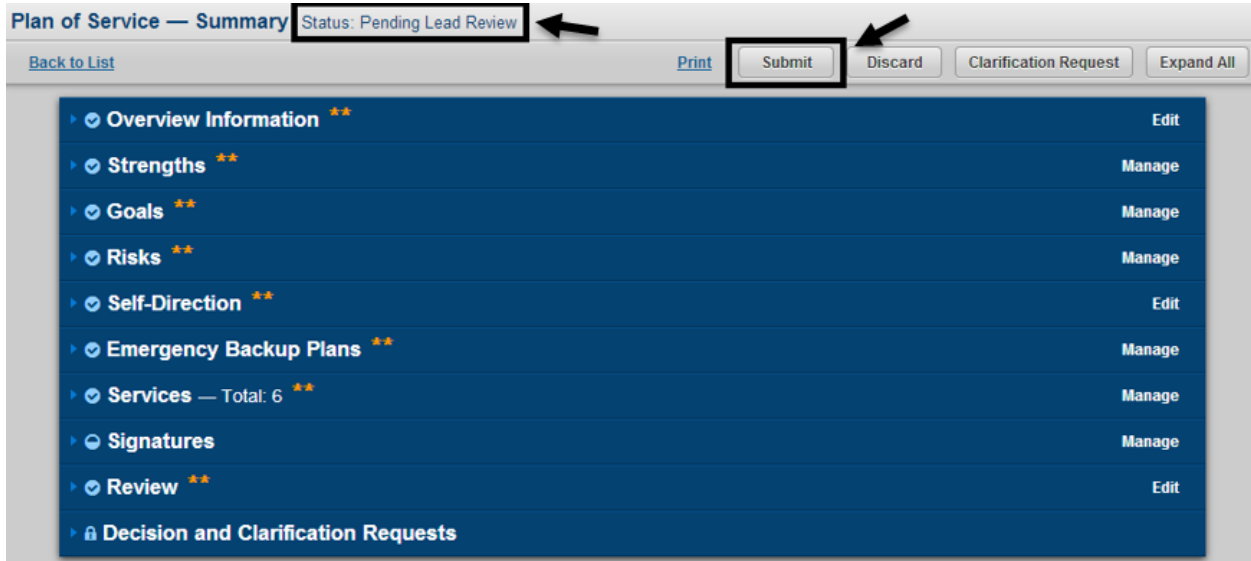 Plan of Service — Summary Status: Pending Lead Review
Back to List Print Submit Discard Clarification Request Expand All
Overview Information ** Edit
Strengths ** Manage
Goals ** Manage
Risks ** Manage
Self-Direction ** Edit
Emergency Backup Plans ** Manage
Services — Total: 6 ** Manage
Signatures Manage
Review ** Edit
Decision and Clarification Requests